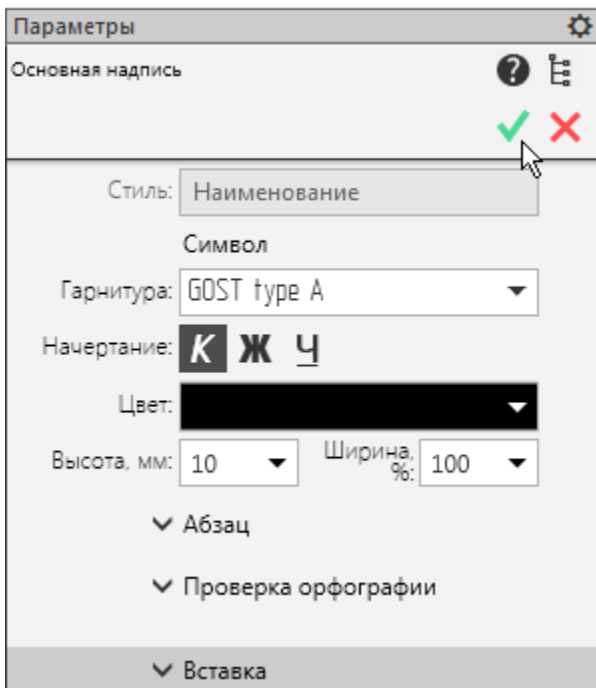 Параметры
Основная надпись
Стиль: Наименование
Символ
Гарнитура: GOST type A
Начертание: К Ж Ч
Цвет:
Высота, мм: 10 Ширина, %: 100
Абзац
Проверка орфографии
Вставка